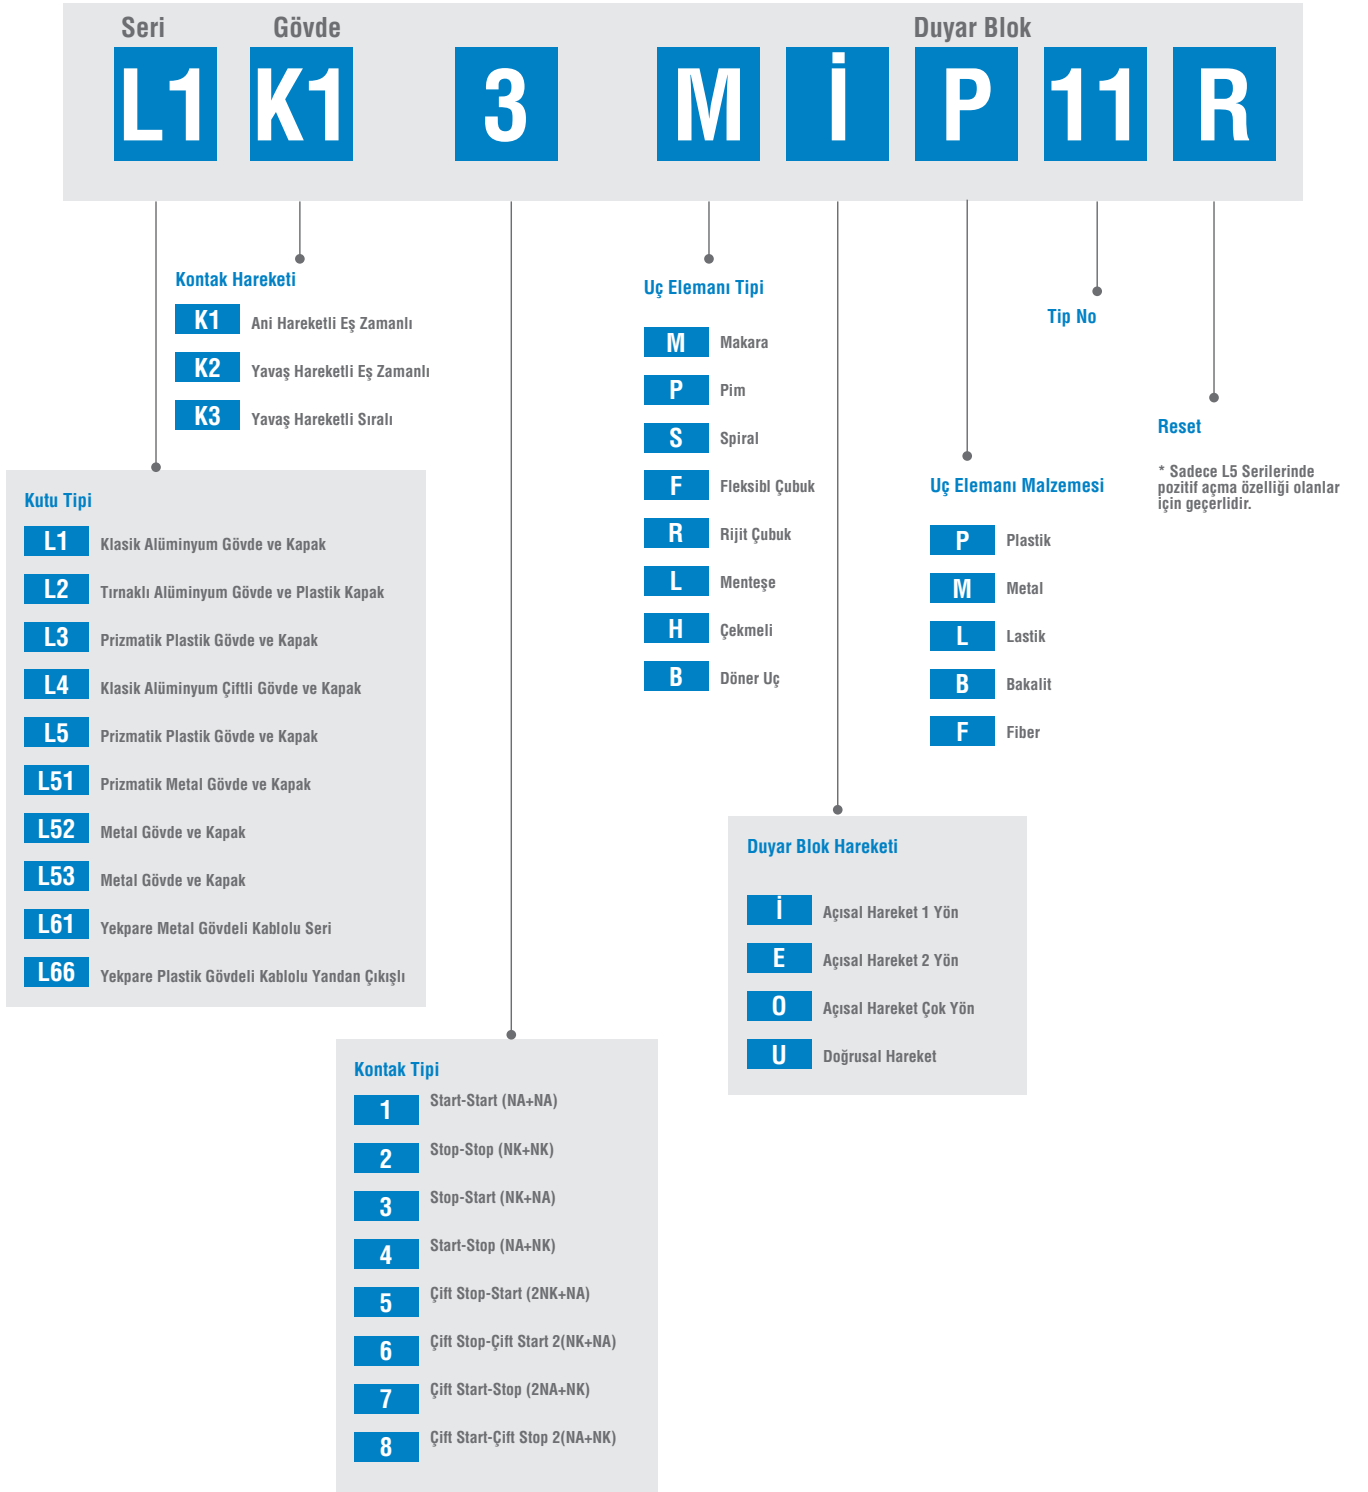 Seri
Gövde
Duyar Blok
L1 K1 3 M İ P 11 R
Kontak Hareketi
K1 Ani Hareketli Eş Zamanlı
K2 Yavaş Hareketli Eş Zamanlı
K3 Yavaş Hareketli Sıralı
Kutu Tipi
L1 Klasik Alüminyum Gövde ve Kapak
L2 Tırnaklı Alüminyum Gövde ve Plastik Kapak
L3 Prizmatik Plastik Gövde ve Kapak
L4 Klasik Alüminyum Çiftli Gövde ve Kapak
L5 Prizmatik Plastik Gövde ve Kapak
L51 Prizmatik Metal Gövde ve Kapak
L52 Metal Gövde ve Kapak
L53 Metal Gövde ve Kapak
L61 Yekpare Metal Gövdeli Kablolu Seri
L66 Yekpare Plastik Gövdeli Kablolu Yandan Çıkışlı
Kontak Tipi
1 Start-Start (NA+NA)
2 Stop-Stop (NK+NK)
3 Stop-Start (NK+NA)
4 Start-Stop (NA+NK)
5 Çift Stop-Start (2NK+NA)
6 Çift Stop-Çift Start 2(NK+NA)
7 Çift Start-Stop (2NA+NK)
8 Çift Start-Çift Stop 2(NA+NK)
Uç Elemanı Tipi
M Makara
P Pim
S Spiral
F Fleksibl Çubuk
R Rijit Çubuk
L Menteşe
H Çekmeli
B Döner Uç
Duyar Blok Hareketi
İ Açısal Hareket 1 Yön
E Açısal Hareket 2 Yön
O Açısal Hareket Çok Yön
U Doğrusal Hareket
Uç Elemanı Malzemesi
P Plastik
M Metal
L Lastik
B Bakalit
F Fiber
Tip No
Reset
* Sadece L5 Serilerinde
pozitif açma özelliği olanlar
için geçerlidir.